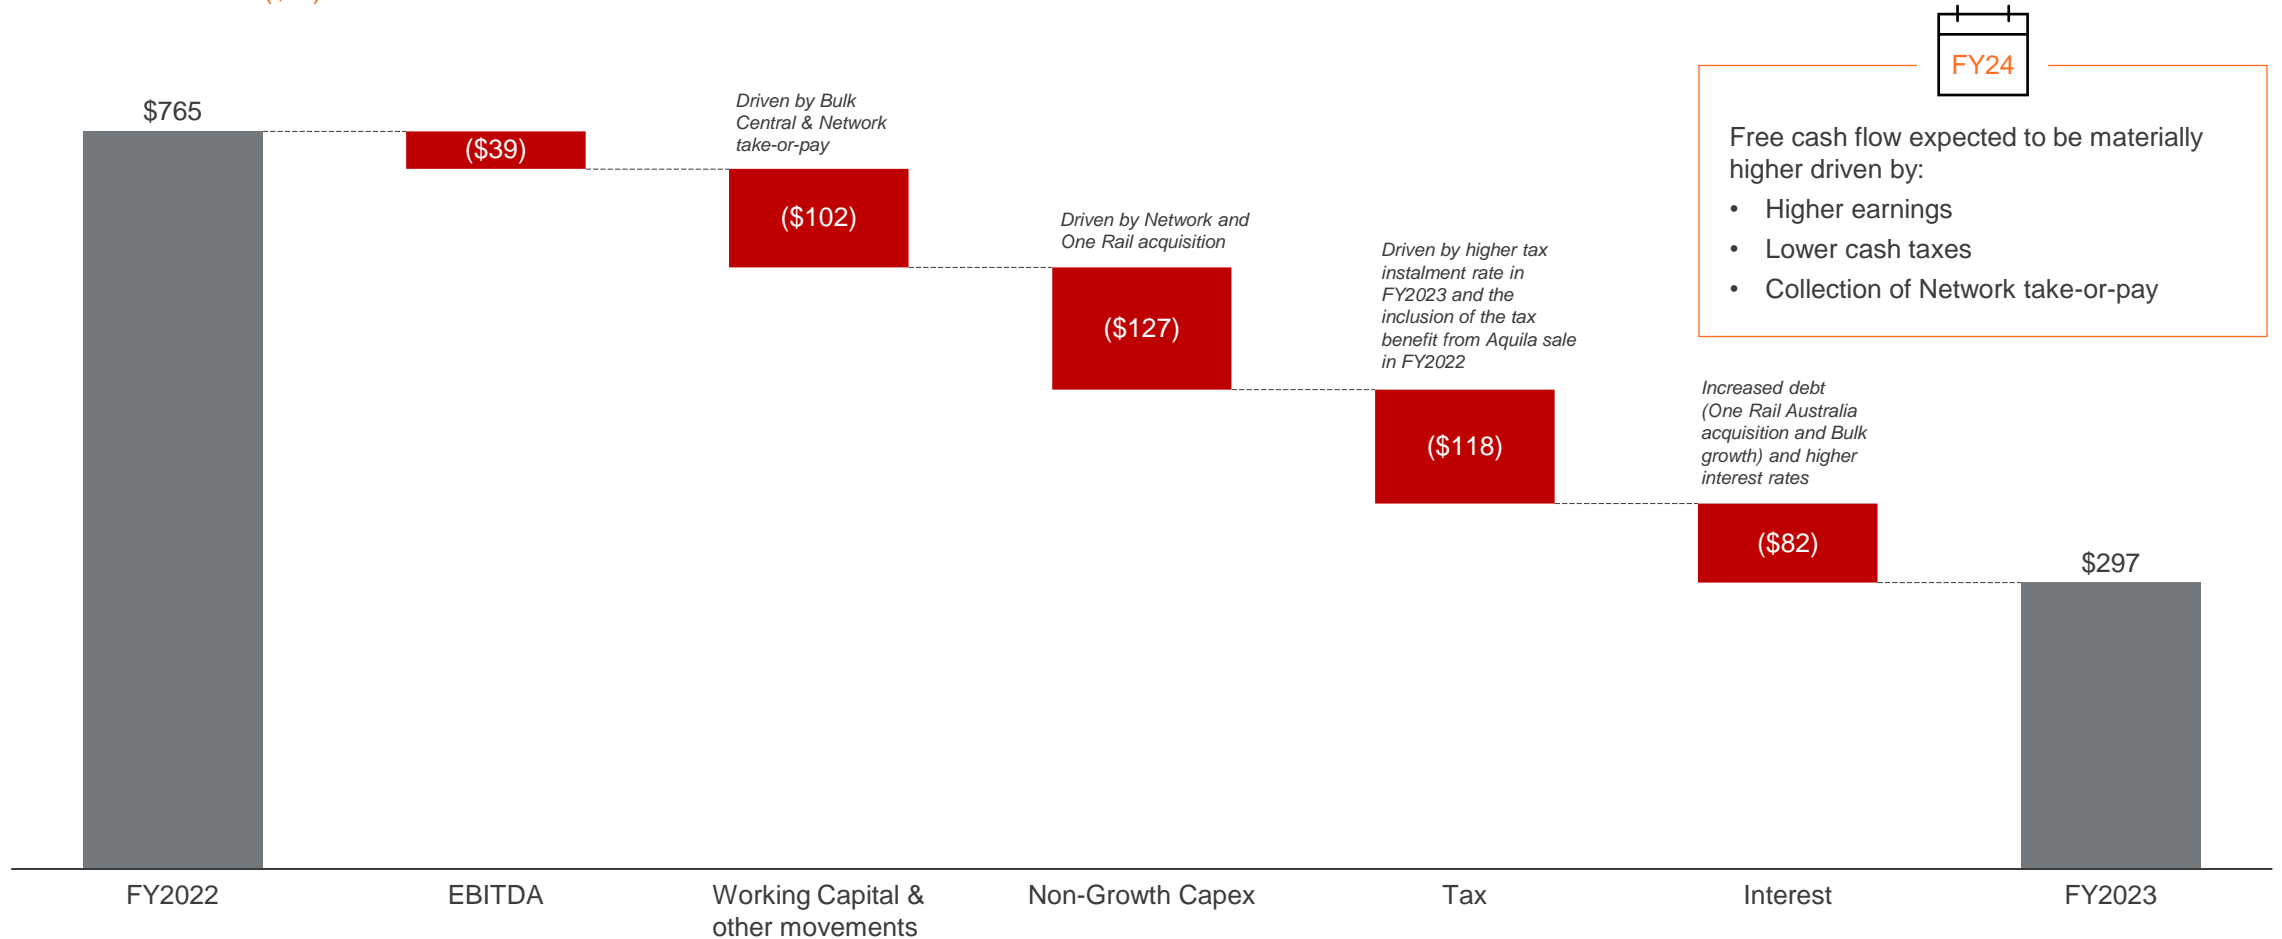 FY24
$765
Driven by Bulk
Central & Network
take-or-pay
($39)
Free cash flow expected to be materially
higher driven by:
• Higher earnings
• Lower cash taxes
• Collection of Network take-or-pay
($102)
Driven by Network and
One Rail acquisition
($127)
Driven by higher tax
instalment rate in
FY2023 and the
inclusion of the tax
benefit from Aquila sale
in FY2022
($118)
Increased debt
(One Rail Australia
acquisition and Bulk
growth) and higher
interest rates
($82)
$297
FY2022
EBITDA
Working Capital &
other movements
Non-Growth Capex
Tax
Interest
FY2023